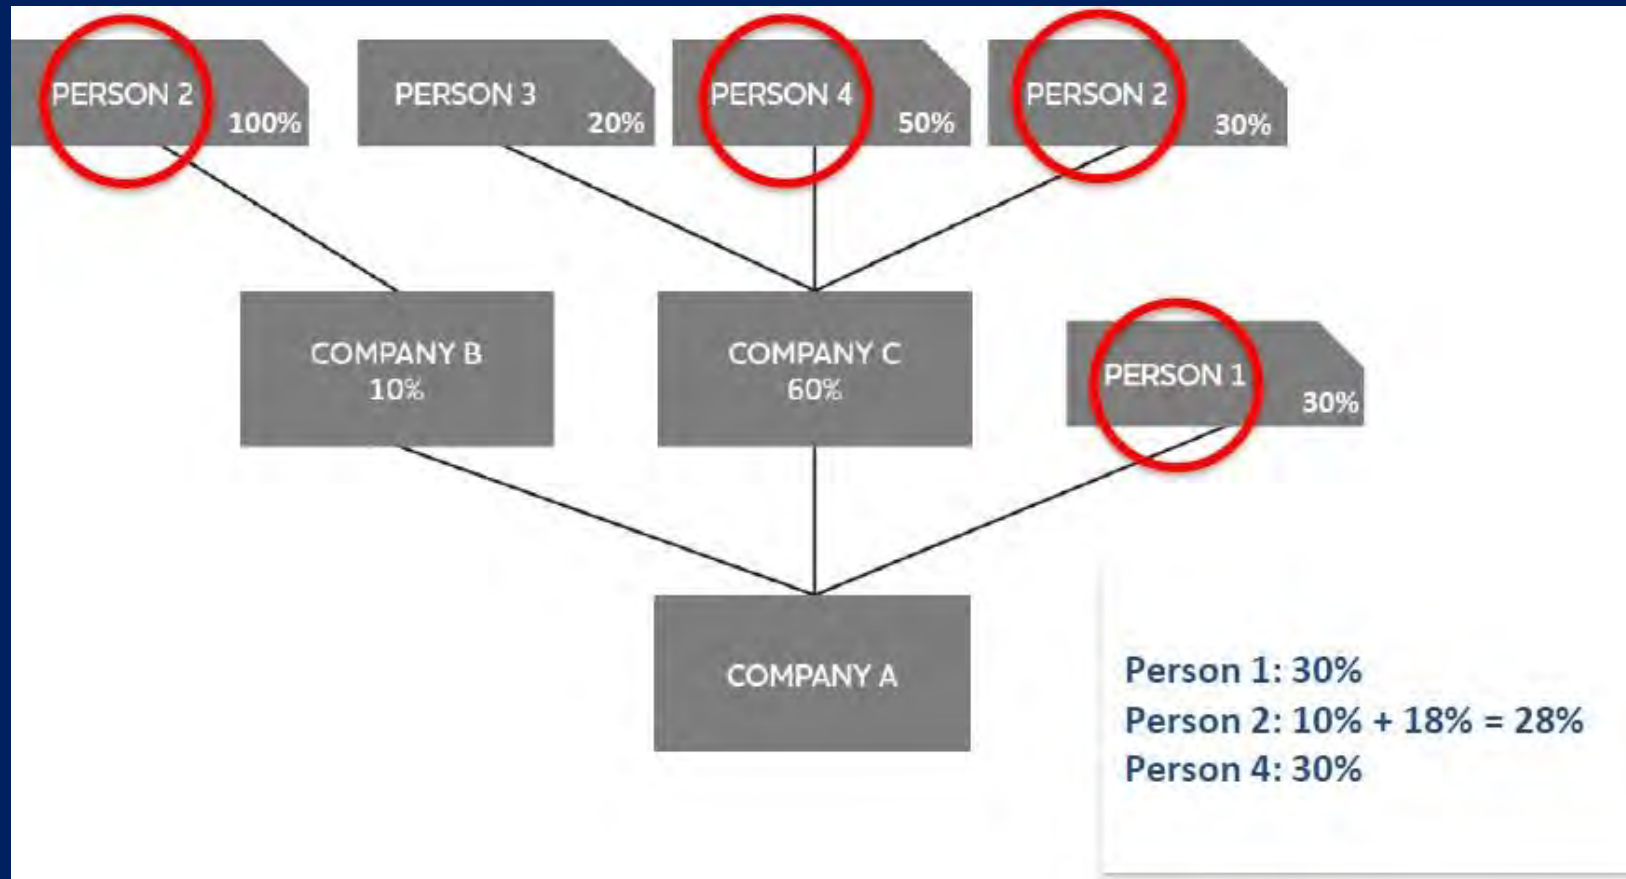 PERSON 2
100%
PERSON 3
20%
PERSON 4
50%
PERSON 2
30%
COMPANY B
10%
COMPANY C
60%
PERSON 1
30%
COMPANY A
Person 1: 30%
Person 2: 10% + 18% = 28%
Person 4: 30%